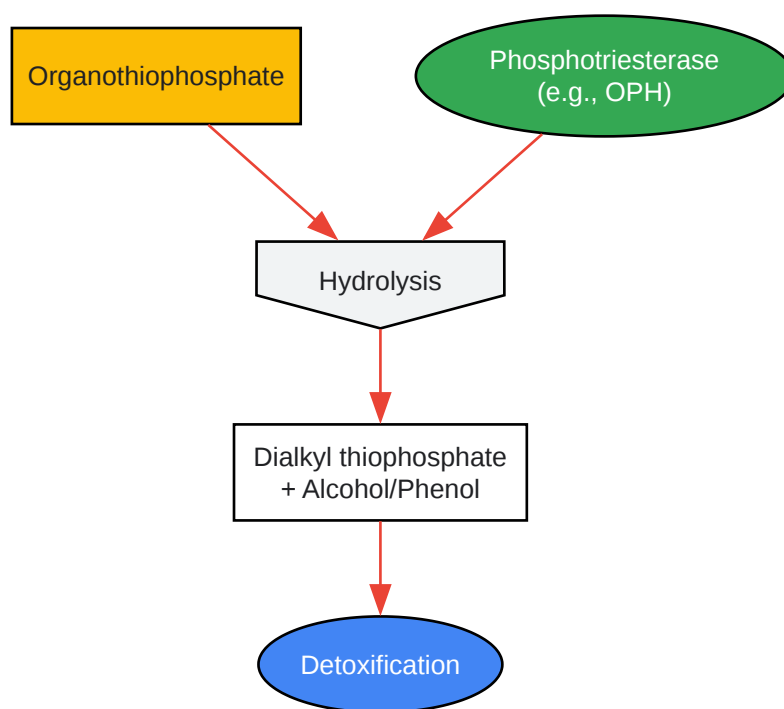 Organothiophosphate
Phosphotriesterase
(e.g., OPH)
Hydrolysis
Dialkyl thiophosphate
+ Alcohol/Phenol
Detoxification